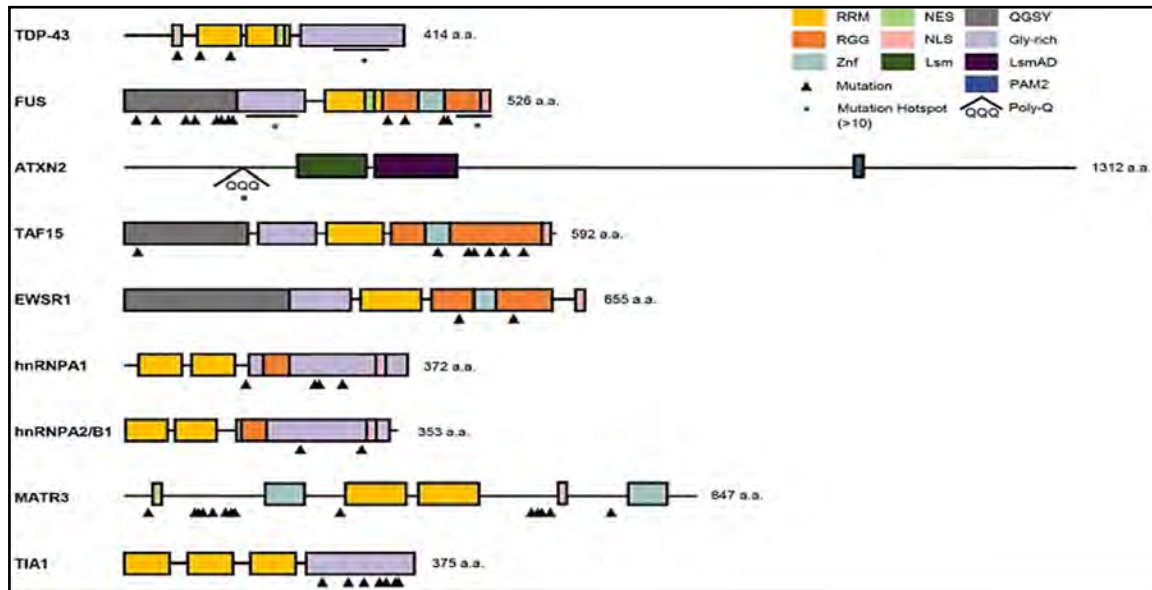 RRM NES QGSY
TDP-43 414 a.a.
RGG NLS Gly-rich
Znf Lsm LsmAD
Mutation PAM2
FUS 526 a.a.
Mutation Hotspot QQQ Poly-Q
(>10)
ATXN2 1312 a.a.
QQQ
TAF15 592 a.a.
EWSR1 655 a.a.
hnRNPA1 372 a.a.
hnRNPA2/B1 353 a.a.
MATR3 847 a.a.
TIA1 375 a.a.